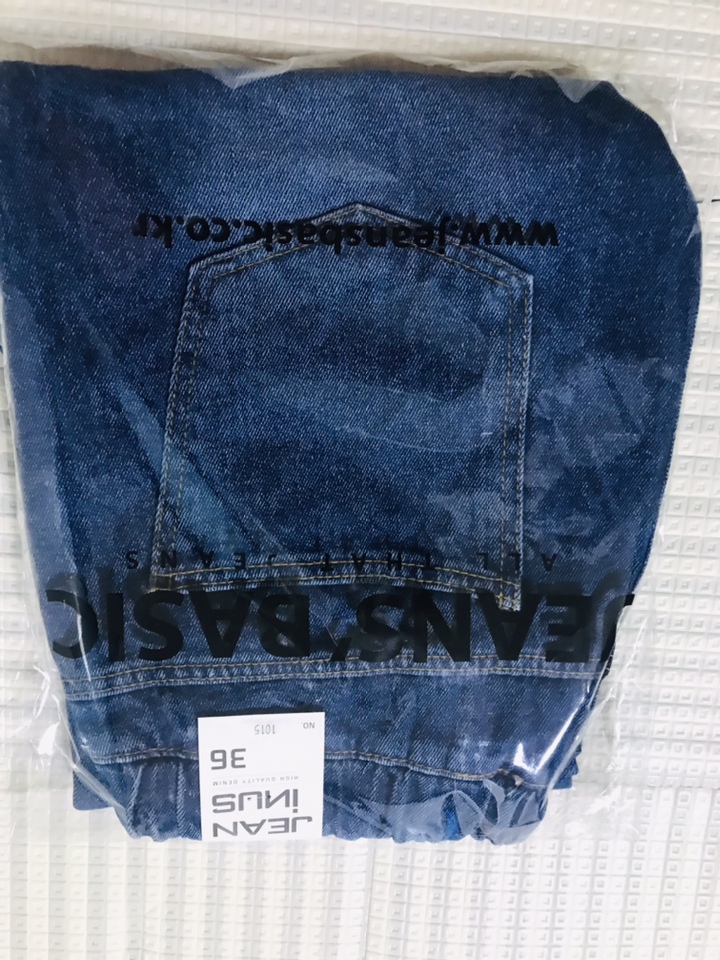 JEAN
iNUS
HIGH QUALITY DENIM
36
NO. 1015
JEANS' BASIC
ALL THAT JEANS
www.jeansbasic.co.kr